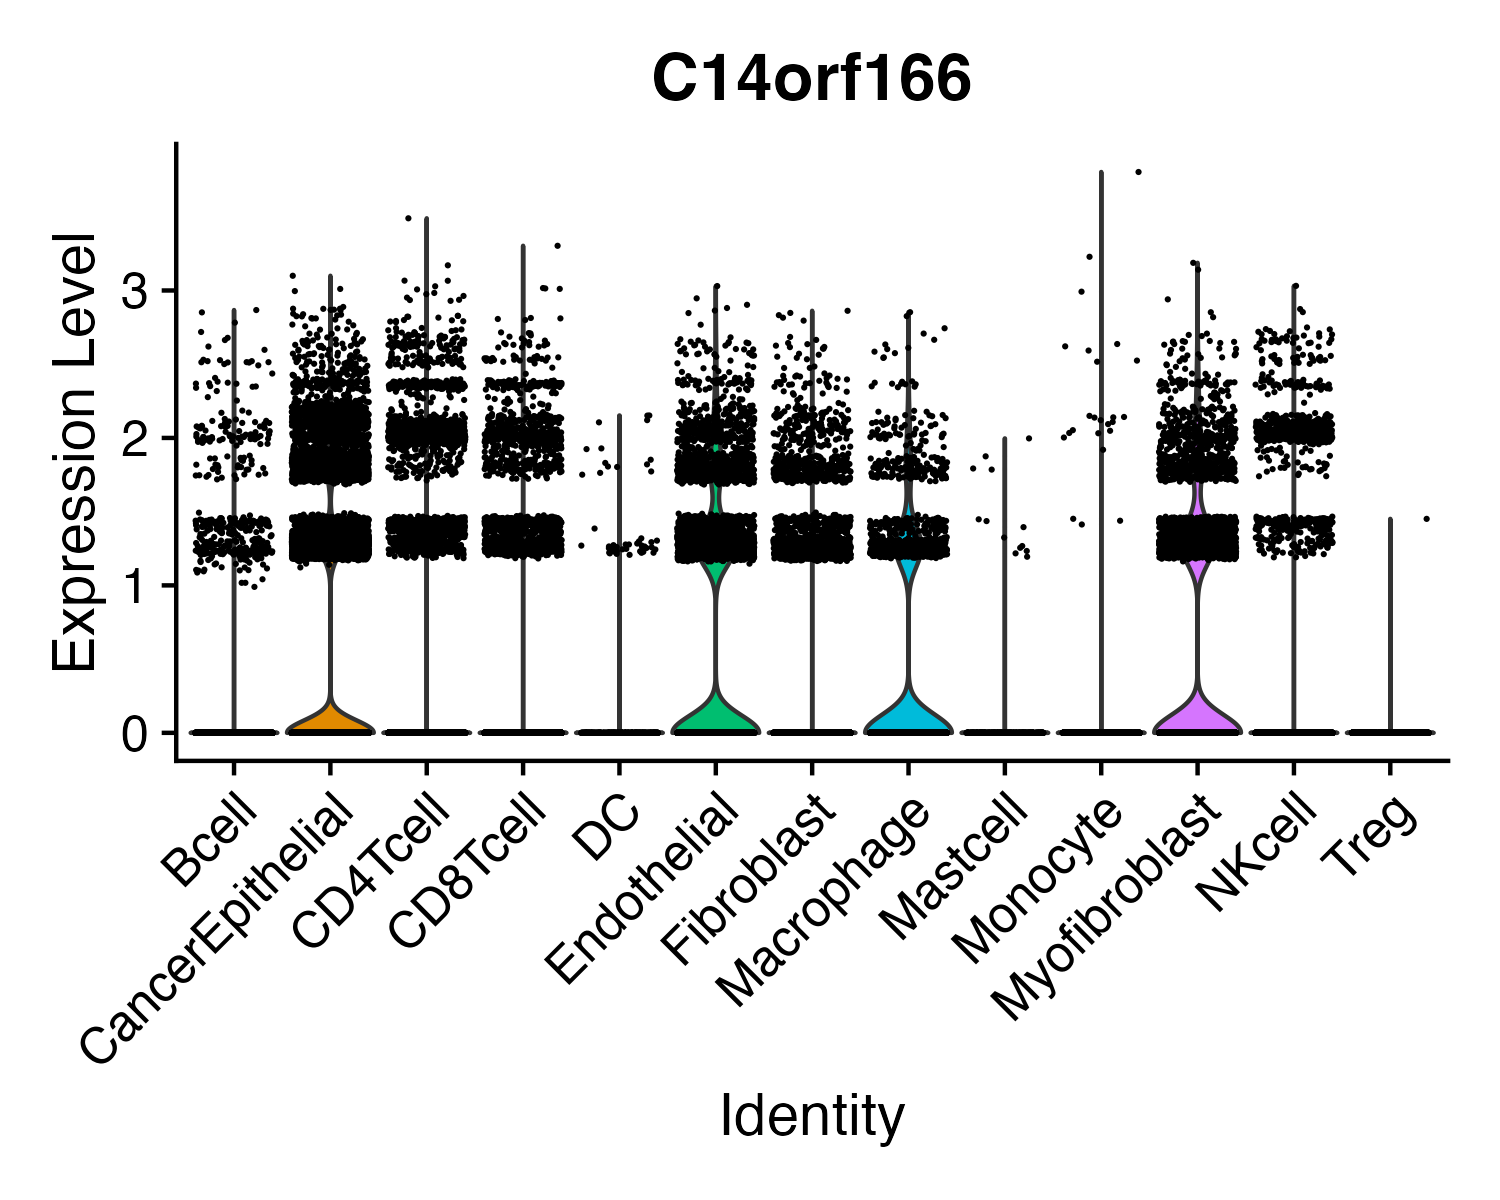 C14orf166
Expression Level
3
2
1
0
Bcell
CancerEpithelial
CD4Tcell
CD8Tcell
DC
Endothelial
Fibroblast
Macrophage
Mastcell
Monocyte
Myofibroblast
NKcell
Treg
Identity